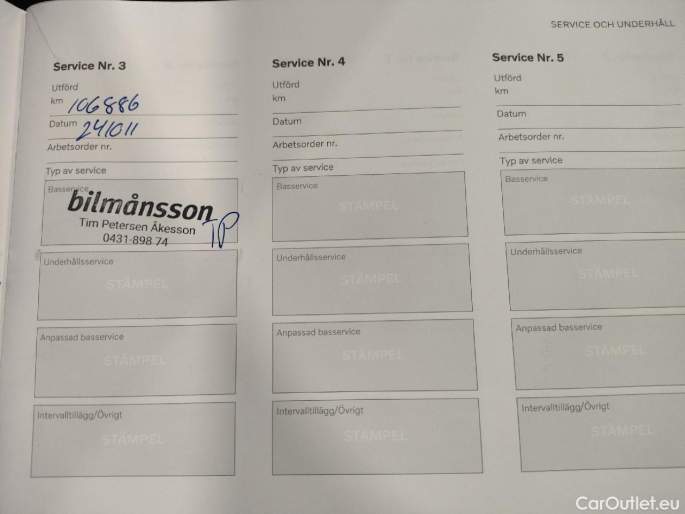 SERVICE OCH UNDERHÅLL
Service Nr. 3
Utförd
km 106886
Datum 241011
Arbetsorder nr.
Typ av service
Basservice
bilmånsson
Tim Petersen Åkesson
0431-898 74
TP
Underhållsservice
STÄMPEL
Anpassad basservice
STÄMPEL
Intervalltillägg/Övrigt
STÄMPEL
Service Nr. 4
Utförd
km
Datum
Arbetsorder nr.
Typ av service
Basservice
STÄMPEL
Underhållsservice
STÄMPEL
Anpassad basservice
STÄMPEL
Intervalltillägg/Övrigt
STÄMPEL
Service Nr. 5
Utförd
km
Datum
Arbetsorder nr.
Typ av service
Basservice
STÄMPEL
Underhållsservice
STÄMPEL
Anpassad basservice
STÄMPEL
Intervalltillägg/Övrigt
STÄMPEL
CarOutlet.eu